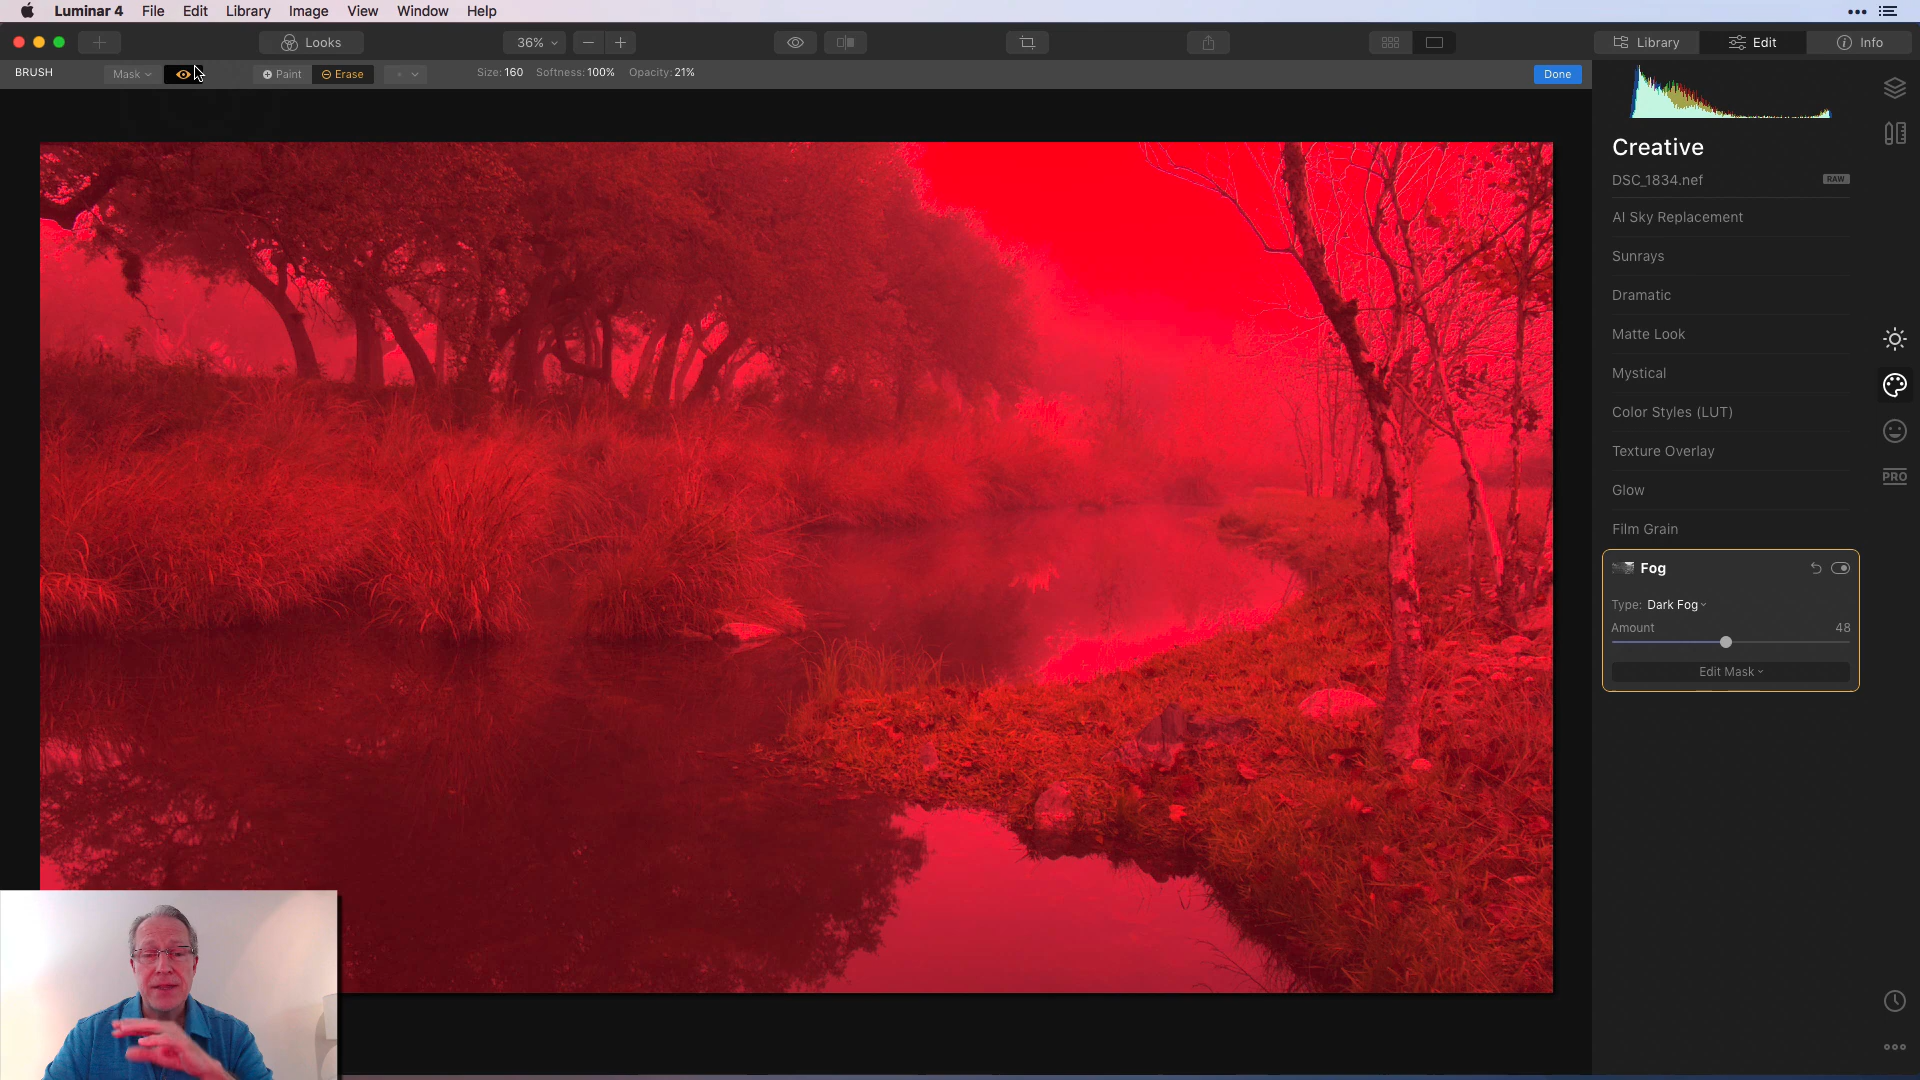 Luminar 4 File Edit Library Image View Window Help
Looks 36% Library Edit Info
BRUSH Mask Paint Erase Size: 160 Softness: 100% Opacity: 21% Done
Creative
DSC_1834.nef RAW
AI Sky Replacement
Sunrays
Dramatic
Matte Look
Mystical
Color Styles (LUT)
Texture Overlay
PRO
Glow
Film Grain
Fog
Type: Dark Fog
Amount 48
Edit Mask